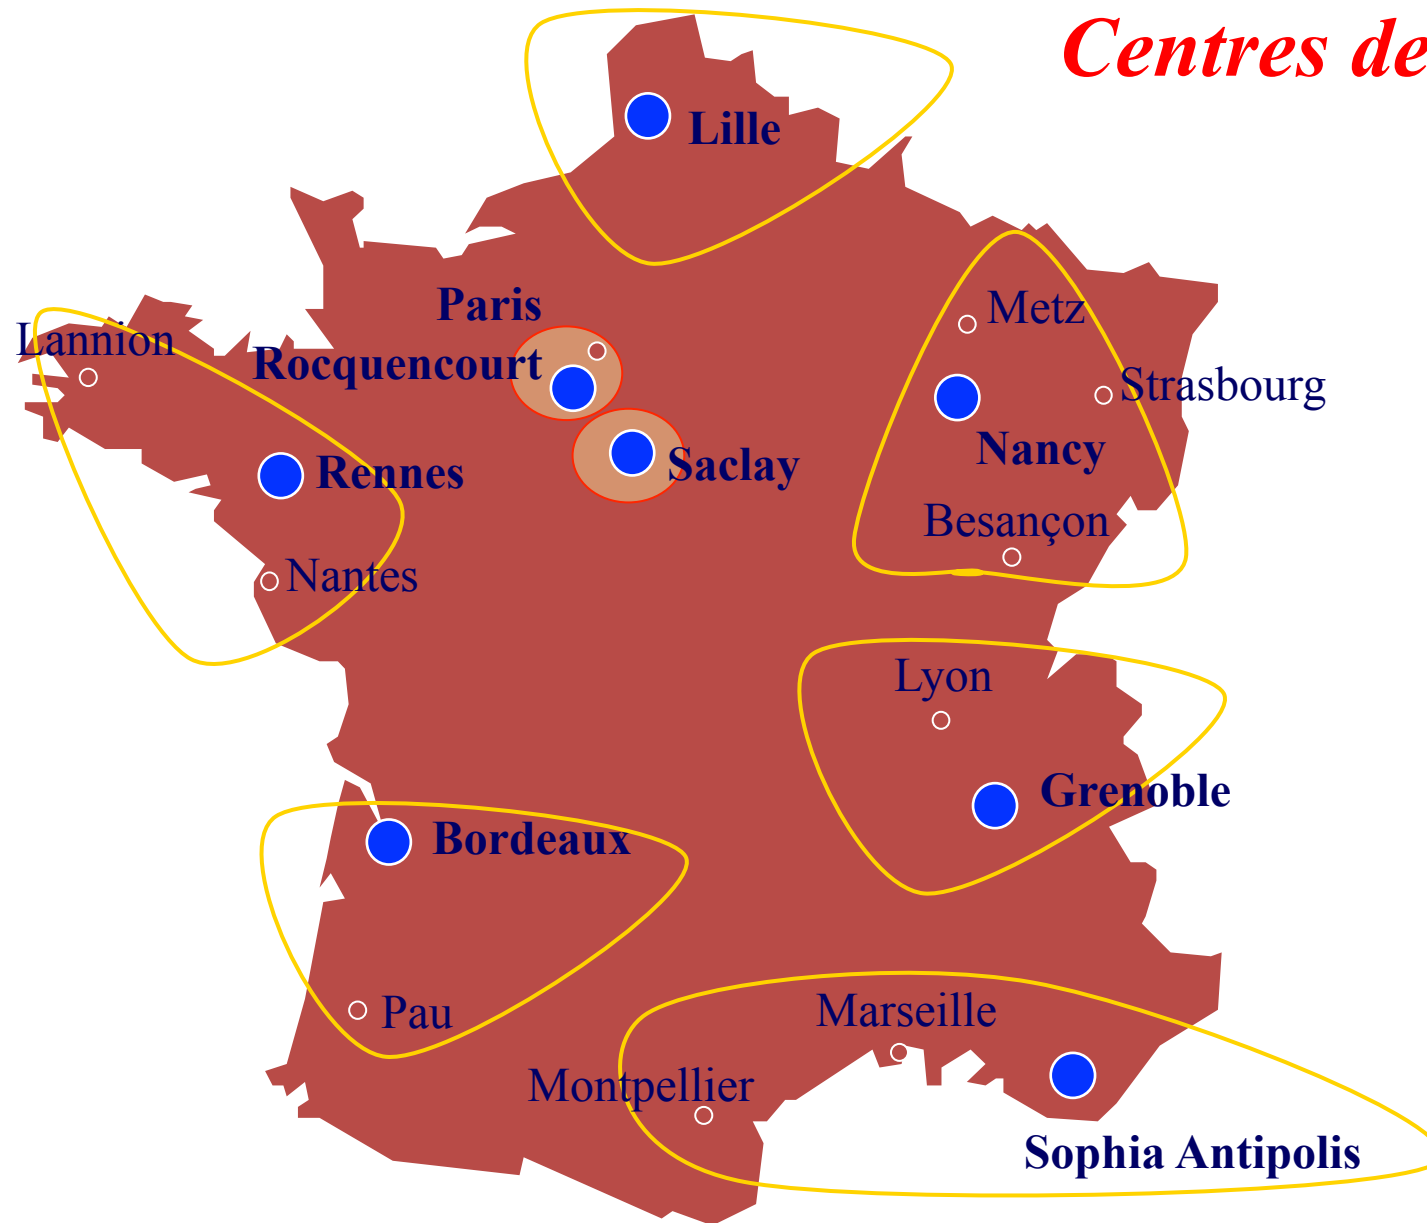 Centres de
Lille
Paris
Metz
Lannion
Rocquencourt
Strasbourg
Nancy
Saclay
Rennes
Besançon
Nantes
Lyon
Grenoble
Bordeaux
Marseille
Pau
Montpellier
Sophia Antipolis